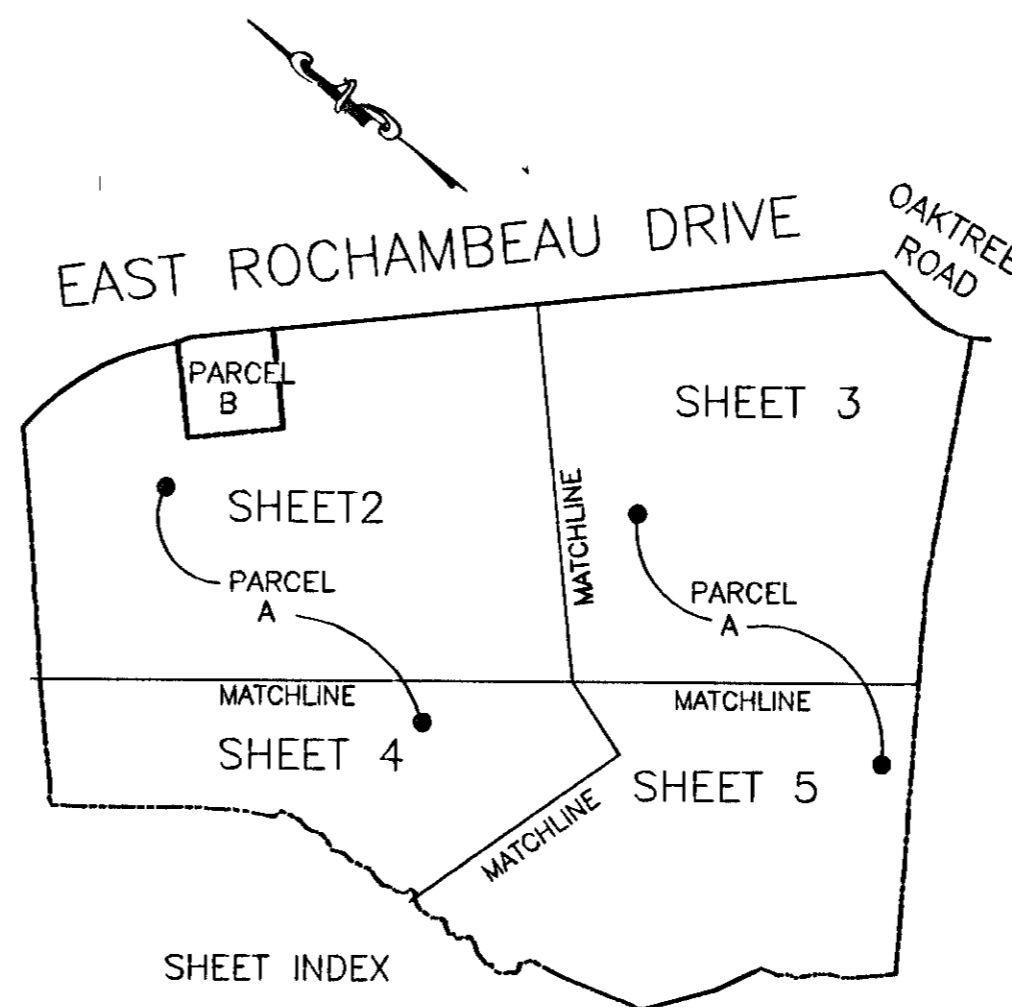 EAST ROCHAMBEAU DRIVE
OAKTREE
ROAD
PARCEL
B
SHEET 3
SHEET2
MATCHLINE
PARCEL
A
PARCEL
A
MATCHLINE
MATCHLINE
SHEET 4
SHEET 5
MATCHLINE
SHEET INDEX